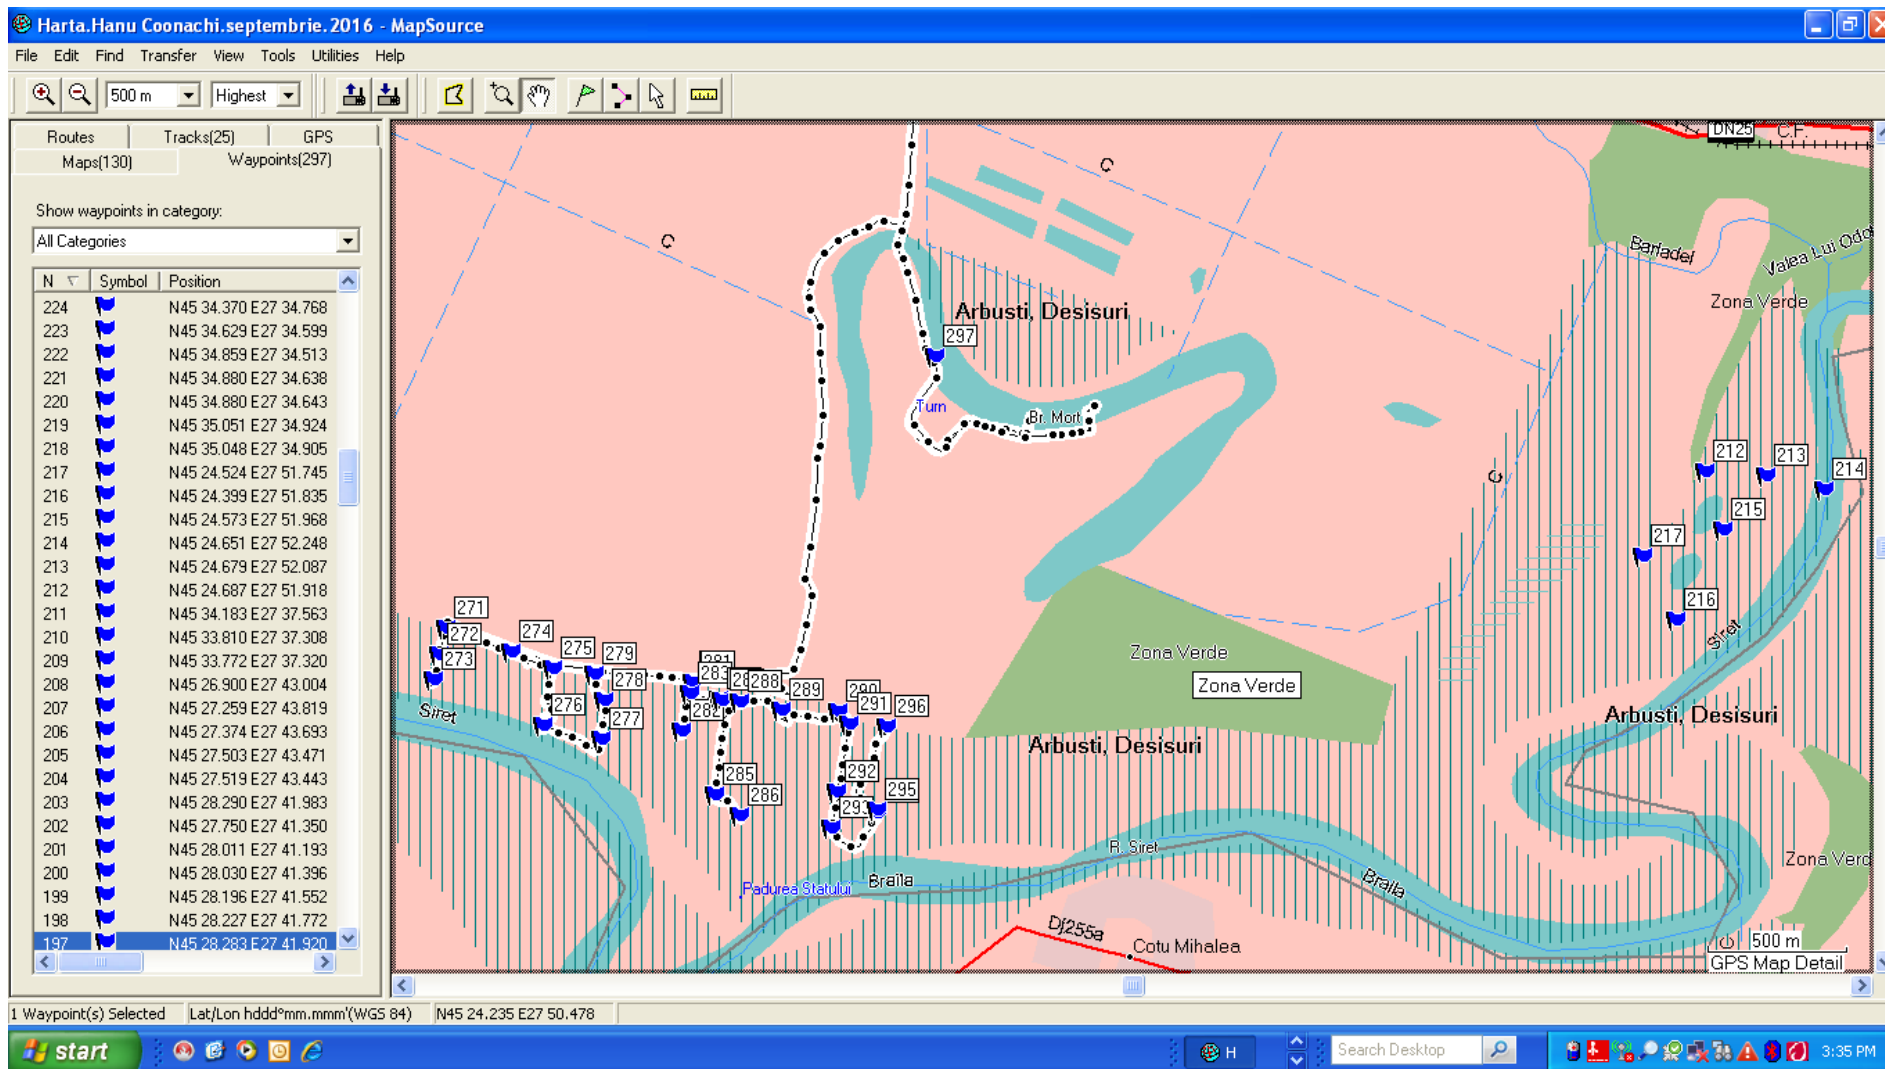 Harta.Hanu Coonachi.septembrie.2016 - MapSource
File Edit Find Transfer View Tools Utilities Help
500 m Highest
Routes Tracks(25) GPS
Maps(130) Waypoints(297)
Show waypoints in category:
All Categories
N Symbol Position
224 N45 34.370 E27 34.768
223 N45 34.629 E27 34.599
222 N45 34.859 E27 34.513
221 N45 34.880 E27 34.638
220 N45 34.880 E27 34.643
219 N45 35.051 E27 34.924
218 N45 35.048 E27 34.905
217 N45 24.524 E27 51.745
216 N45 24.399 E27 51.835
215 N45 24.573 E27 51.968
214 N45 24.651 E27 52.248
213 N45 24.679 E27 52.087
212 N45 24.687 E27 51.918
211 N45 34.183 E27 37.563
210 N45 33.810 E27 37.308
209 N45 33.772 E27 37.320
208 N45 26.900 E27 43.004
207 N45 27.259 E27 43.819
206 N45 27.374 E27 43.693
205 N45 27.503 E27 43.471
204 N45 27.519 E27 43.443
203 N45 28.290 E27 41.983
202 N45 27.750 E27 41.350
201 N45 28.011 E27 41.193
200 N45 28.030 E27 41.396
199 N45 28.196 E27 41.552
198 N45 28.227 E27 41.772
197 N45 28.283 E27 41.920
DN25 C.F.
C
C
C
Barladel
Valea Lui Odo
Zona Verde
Arbusti, Desisuri
297
Turn
Br. Mort
212
213
214
215
217
216
Siret
271
272
273
274
275
279
278
276
277
281
283
282
288
289
290
291
296
285
286
292
293
295
Siret
Zona Verde
Zona Verde
Arbusti, Desisuri
Arbusti, Desisuri
R. Siret
Braila
Braila
Padurea Statului
Zona Verd
Dj255a
Cotu Mihalea
500 m
GPS Map Detail
1 Waypoint(s) Selected Lat/Lon hddd°mm.mmm'(WGS 84) N45 24.235 E27 50.478
start H Search Desktop 3:35 PM